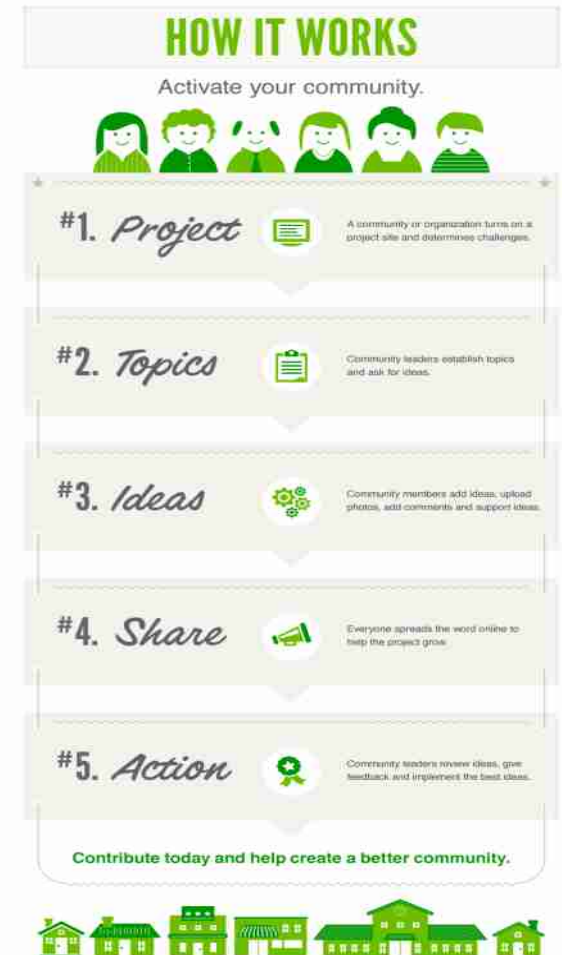 HOW IT WORKS
Activate your community.
#1. Project
A community or organization turns on a
project site and determines challenges.
#2. Topics
Community leaders establish topics
and ask for ideas.
#3. Ideas
Community members add ideas, upload
photos, add comments and support ideas.
#4. Share
Everyone spreads the word online to
help the project grow.
#5. Action
Community leaders review ideas, give
feedback and implement the best ideas.
Contribute today and help create a better community.